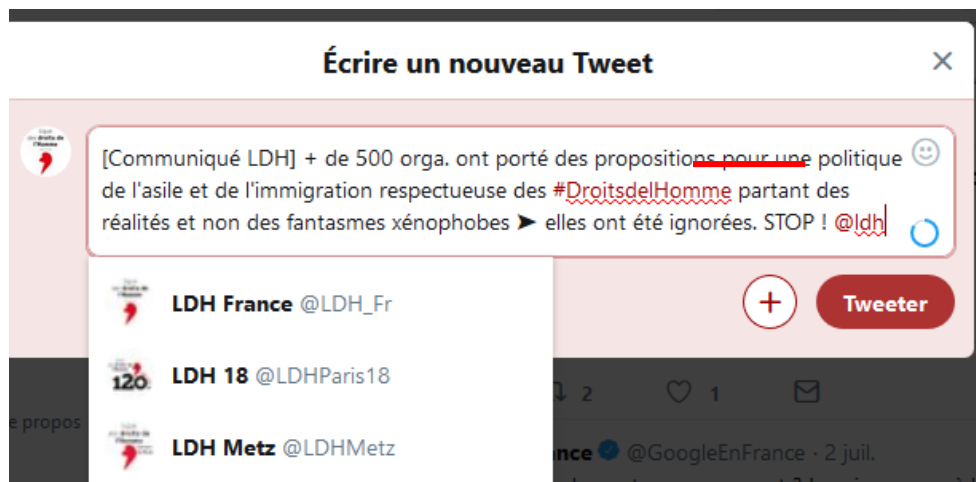 Écrire un nouveau Tweet
[Communiqué LDH] + de 500 orga. ont porté des propositions pour une politique
de l'asile et de l'immigration respectueuse des #DroitsdelHomme partant des
réalités et non des fantasmes xénophobes ➤ elles ont été ignorées. STOP ! @ldh
LDH France @LDH_Fr
Tweeter
LDH 18 @LDHParis18
120
2 1
e propos
LDH Metz @LDHMetz
nce @GoogleEnFrance · 2 juil.